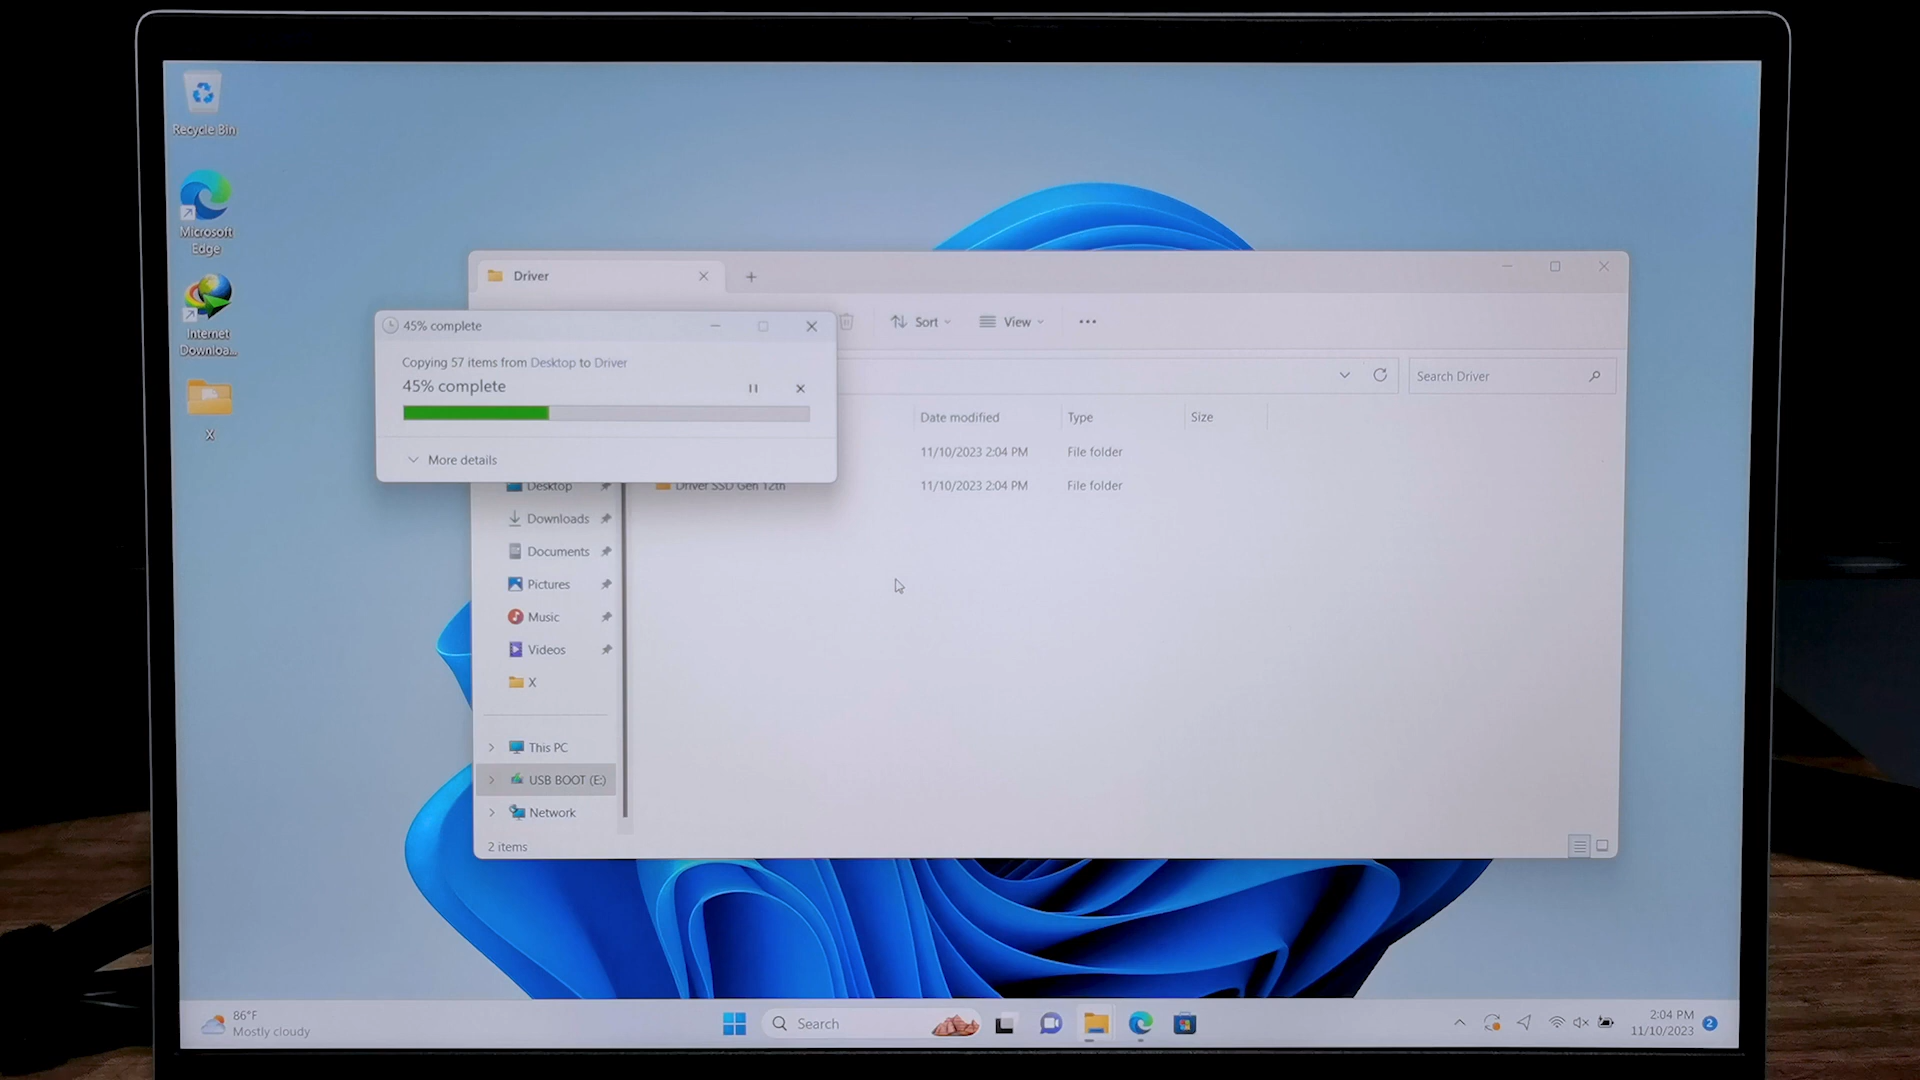 Recycle Bin
Microsoft
Edge
Internet
Downloa...
X
Driver
Sort
View
45% complete
Copying 57 items from Desktop to Driver
45% complete
More details
Search Driver
Date modified
Type
Size
11/10/2023 2:04 PM
File folder
Driver SSD Gen 12th
11/10/2023 2:04 PM
File folder
Desktop
Downloads
Documents
Pictures
Music
Videos
X
This PC
USB BOOT (E:)
Network
2 items
86°F
Mostly cloudy
Search
2:04 PM
11/10/2023
2